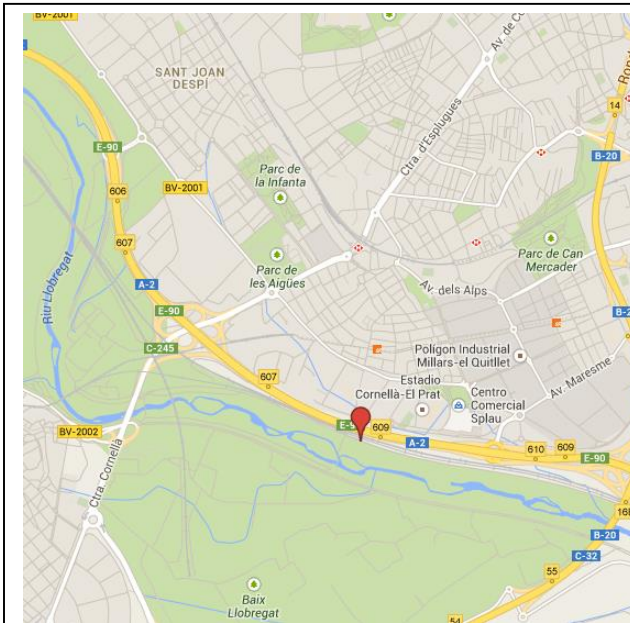 BV-2001
SANT JOAN
DESPÍ
Av. de Co
Ctra. d'Esplugues
14
B-20
E-90
Parc de
la Infanta
BV-2001
606
607
Parc de Can
Mercader
Riu Llobregat
A-2
Parc de
les Aigües
Av. dels Alps
E-90
B-2
C-245
Polígon Industrial
Millars-el Quitllet
607
Estadio
Cornellà-El Prat
Centro
Comercial
Splau
Av. Maresme
BV-2002
609
A-2
610
609
E-90
Ctra. Cornellà
B-20
C-32
55
Baix
Llobregat
54